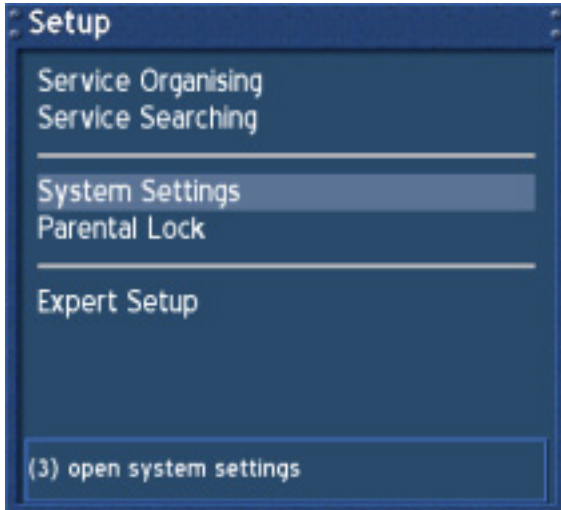 Setup
Service Organising
Service Searching
System Settings
Parental Lock
Expert Setup
(3) open system settings